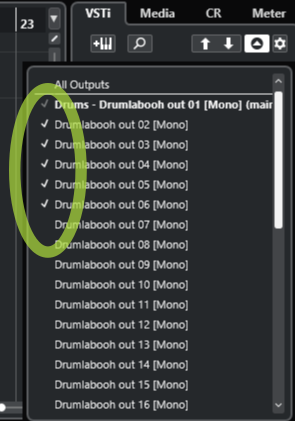 23 VSTi Media CR Meter
All Outputs
Drums - Drumlabooh out 01 [Mono] (main
Drumlabooh out 02 [Mono]
Drumlabooh out 03 [Mono]
Drumlabooh out 04 [Mono]
Drumlabooh out 05 [Mono]
Drumlabooh out 06 [Mono]
Drumlabooh out 07 [Mono]
Drumlabooh out 08 [Mono]
Drumlabooh out 09 [Mono]
Drumlabooh out 10 [Mono]
Drumlabooh out 11 [Mono]
Drumlabooh out 12 [Mono]
Drumlabooh out 13 [Mono]
Drumlabooh out 14 [Mono]
Drumlabooh out 15 [Mono]
Drumlabooh out 16 [Mono]